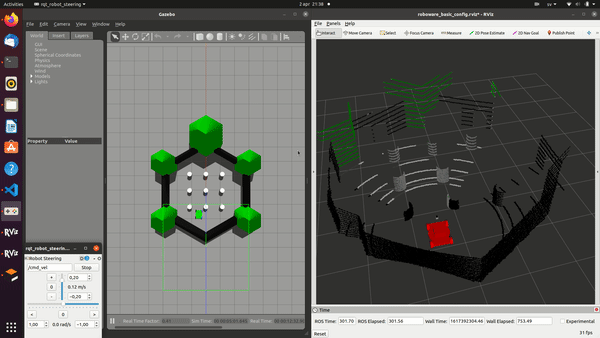 Activities
rqt_robot_steering
2 apr 21:38
Gazebo
roboware_basic_config.rviz* - RViz
File Edit Camera View Window Help
File Panels Help
World Insert Layers
GUI
Scene
Spherical Coordinates
Physics
Atmosphere
Wind
Models
Lights
Property Value
Interact Move Camera Select Focus Camera Measure 2D Pose Estimate 2D Nav Goal Publish Point
rqt_robot_steerin...
Robot Steering
/cmd_vel Stop
+ 0,20
0 0.12 m/s
- -0,20
< 0 >
1,00 0.0 rad/s -1,00
Real Time Factor: Sim Time: Real Time:
Time
ROS Time: 301.70 ROS Elapsed: 301.56 Wall Time: 1617392304.46 Wall Elapsed: 753.49 Experimental
Reset 31 fps